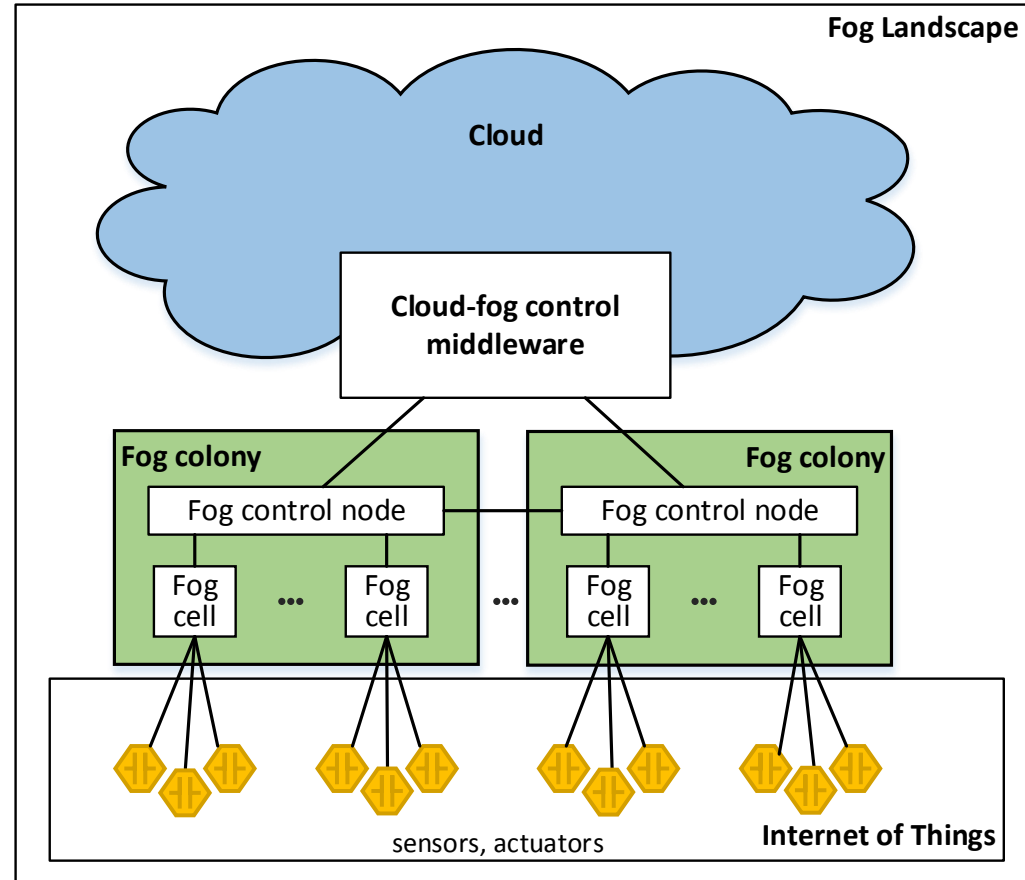 Fog Landscape
Cloud
Cloud-fog control
middleware
Fog colony
Fog colony
Fog control node
Fog control node
Fog
cell
...
Fog
cell
...
Fog
cell
...
Fog
cell
sensors, actuators
Internet of Things